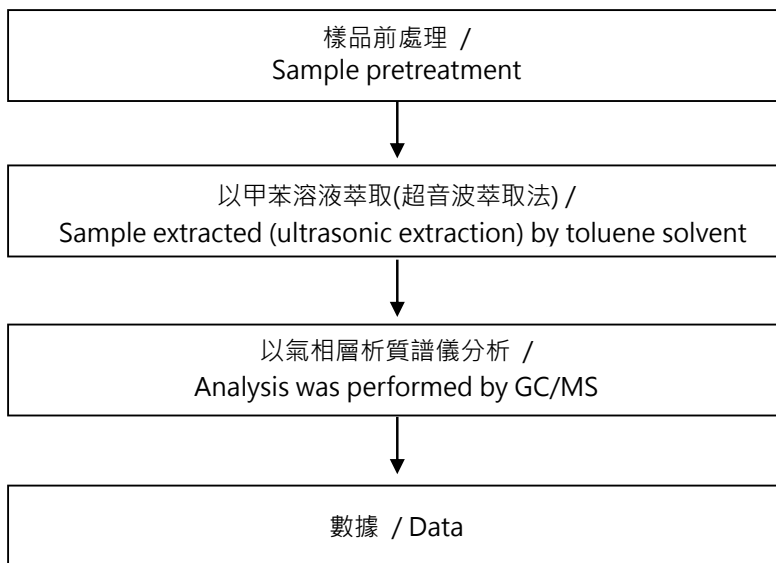 樣品前處理 /
Sample pretreatment
以甲苯溶液萃取(超音波萃取法) /
Sample extracted (ultrasonic extraction) by toluene solvent
以氣相層析質譜儀分析 /
Analysis was performed by GC/MS
數據 / Data